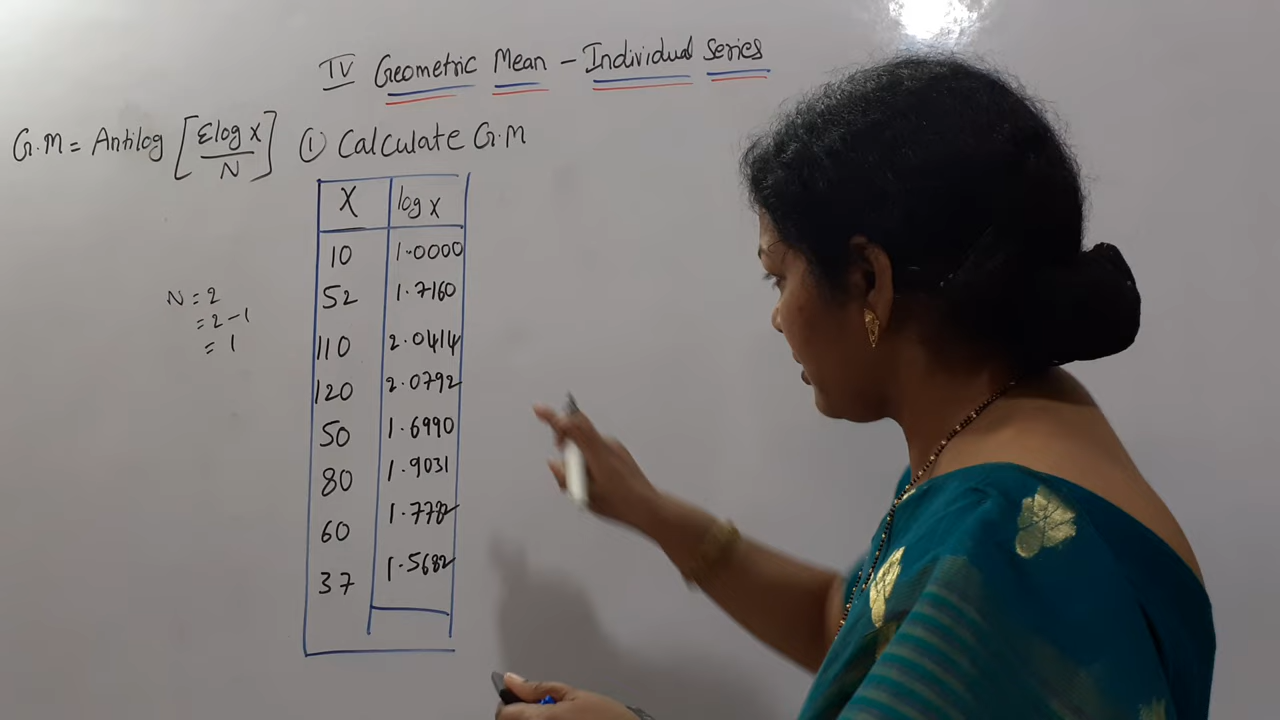 IV Geometric Mean - Individual series
G.M = Antilog [Σlog X / N] ① Calculate G.M
X log x
10 1.0000
52 1.7160
110 2.0414
120 2.0792
50 1.6990
80 1.9031
60 1.7782
37 1.5682
N = 2
= 2 - 1
= 1